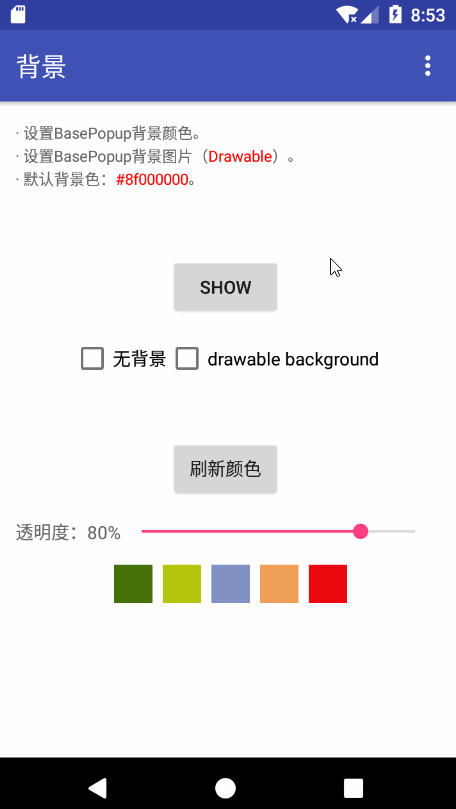 8:53
背景
· 设置BasePopup背景颜色。
· 设置BasePopup背景图片（Drawable）。
· 默认背景色：#8f000000。
SHOW
无背景 drawable background
刷新颜色
透明度：80%